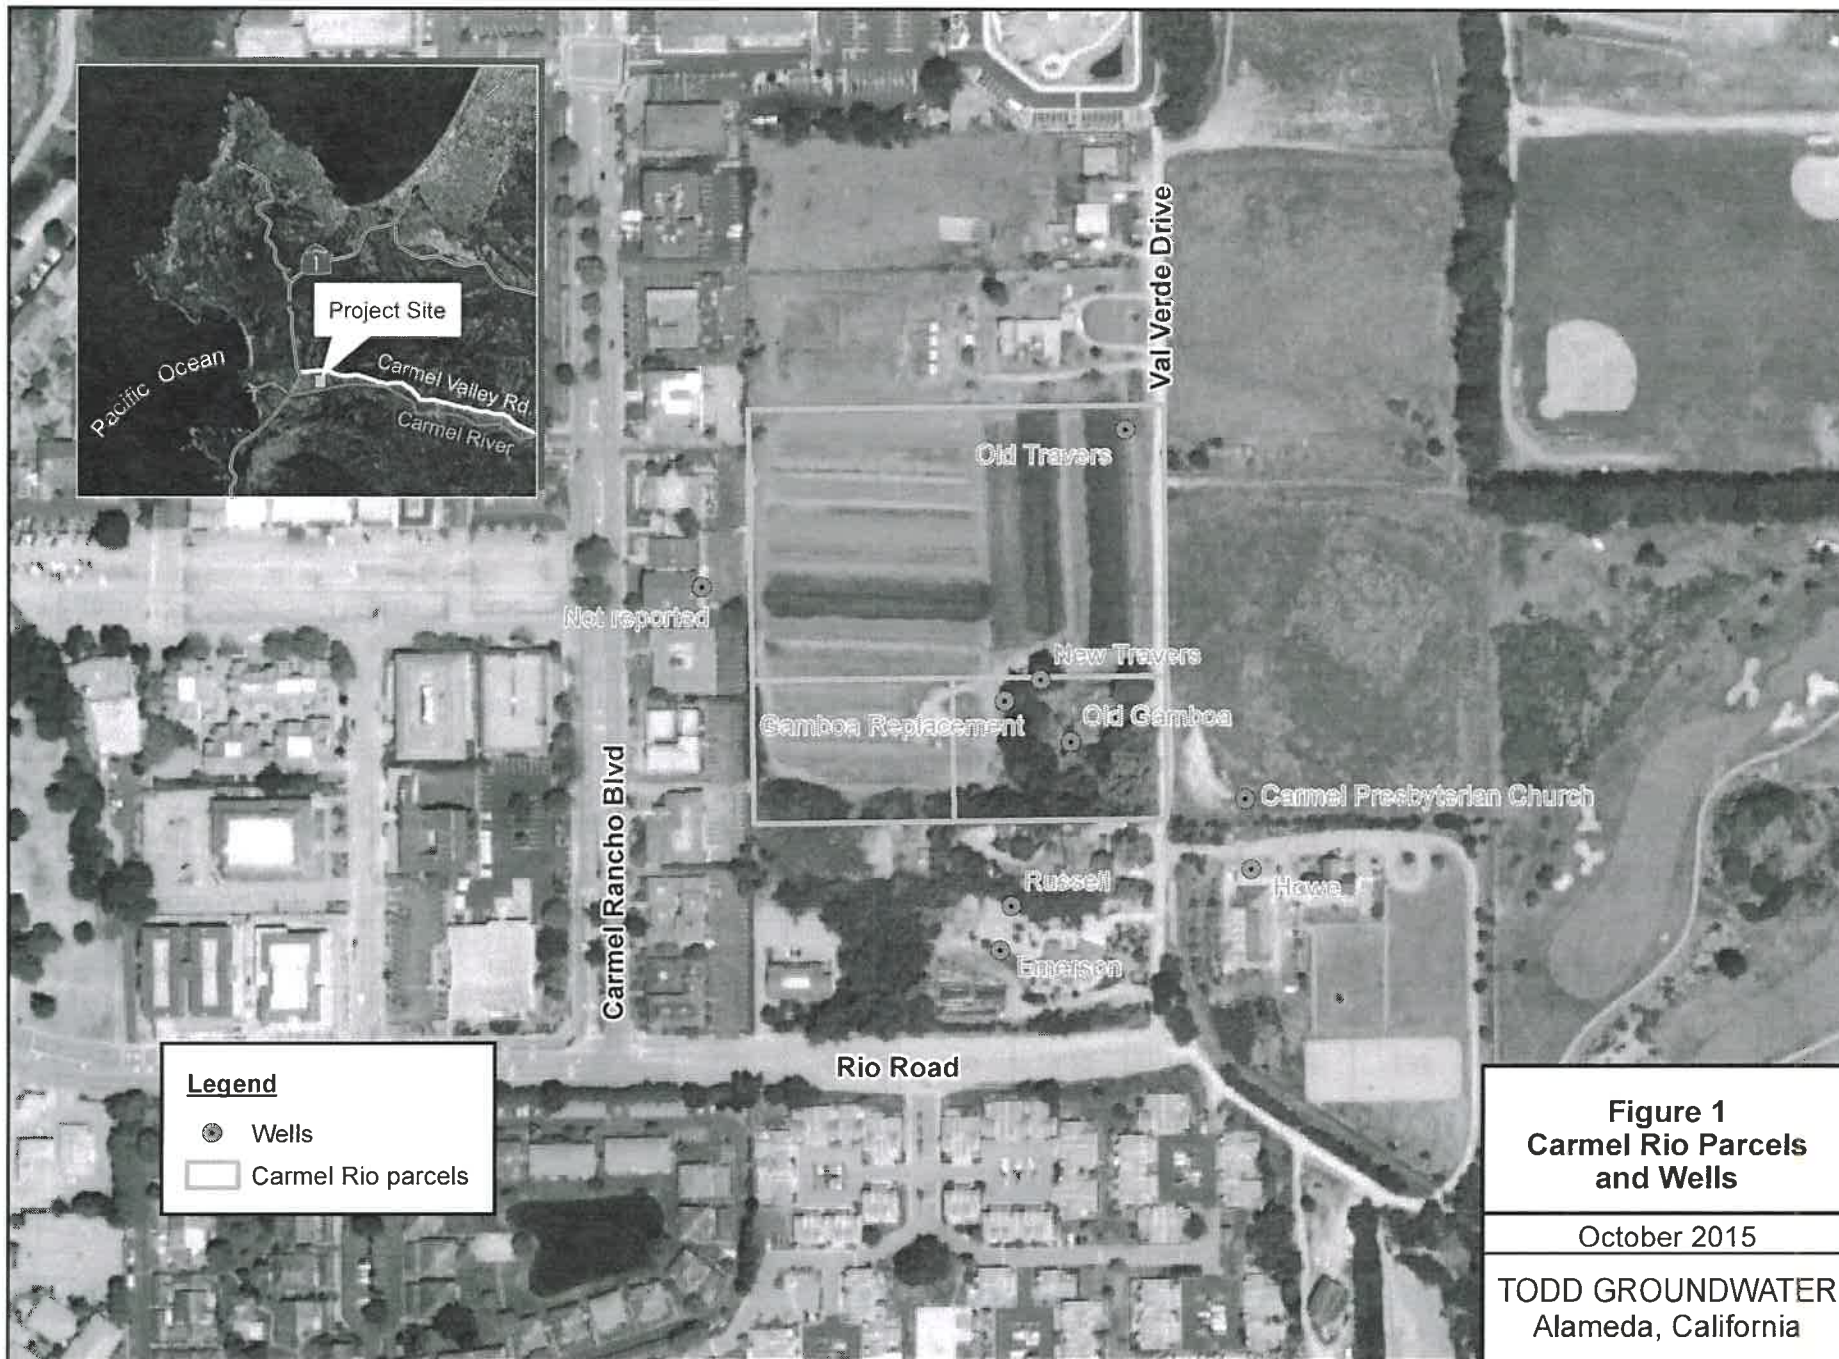 1
Project Site
Pacific Ocean
Carmel Valley Rd.
Carmel River
Val Verde Drive
Old Travers
Not reported
New Travers
Gamboa Replacement
Old Gamboa
Carmel Rancho Blvd
Carmel Presbyterian Church
Russell
Howe
Emerson
Rio Road
Legend
Wells
Carmel Rio parcels
Figure 1
Carmel Rio Parcels
and Wells
October 2015
TODD GROUNDWATER
Alameda, California